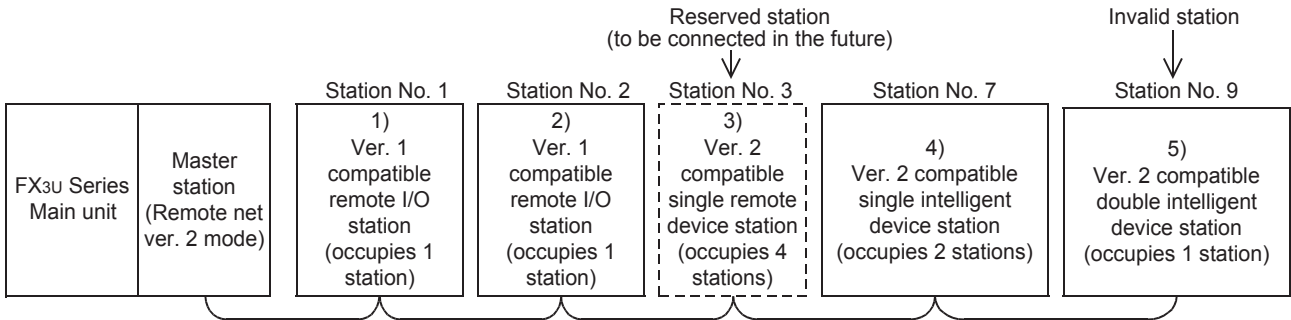 Reserved station
(to be connected in the future)
Invalid station
Station No. 1
Station No. 2
Station No. 3
Station No. 7
Station No. 9
FX3U Series
Main unit
Master
station
(Remote net
ver. 2 mode)
1)
Ver. 1
compatible
remote I/O
station
(occupies 1
station)
2)
Ver. 1
compatible
remote I/O
station
(occupies 1
station)
3)
Ver. 2
compatible
single remote
device station
(occupies 4
stations)
4)
Ver. 2 compatible
single intelligent
device station
(occupies 2 stations)
5)
Ver. 2 compatible
double intelligent
device station
(occupies 1 station)